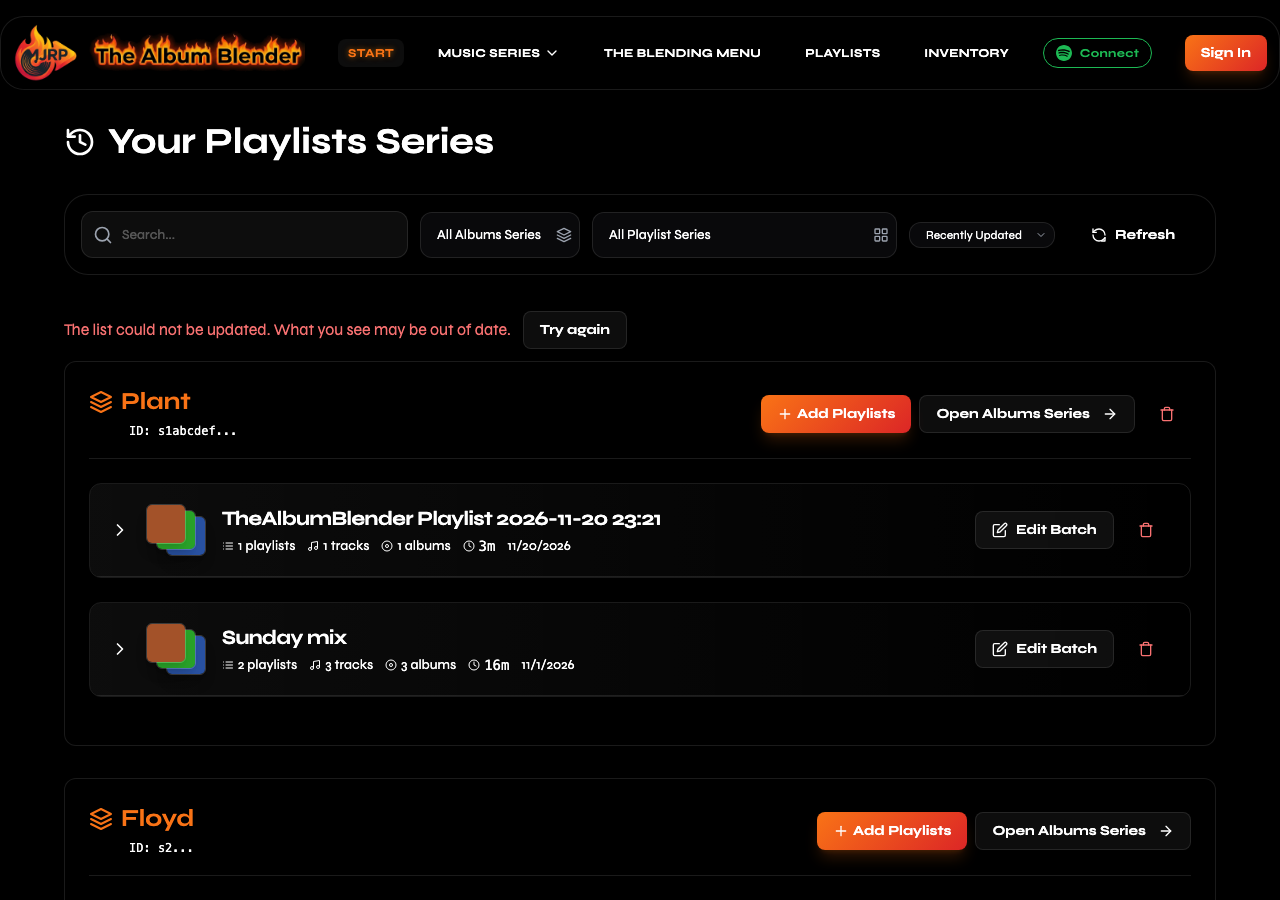 JRP The Album Blender START MUSIC SERIES THE BLENDING MENU PLAYLISTS INVENTORY Connect Sign In
Your Playlists Series
Search... All Albums Series All Playlist Series Recently Updated Refresh
The list could not be updated. What you see may be out of date. Try again
Plant
ID: s1abcdef...
+ Add Playlists Open Albums Series →
TheAlbumBlender Playlist 2026-11-20 23:21
1 playlists 1 tracks 1 albums 3m 11/20/2026
Edit Batch
Sunday mix
2 playlists 3 tracks 3 albums 16m 11/1/2026
Edit Batch
Floyd
ID: s2...
+ Add Playlists Open Albums Series →